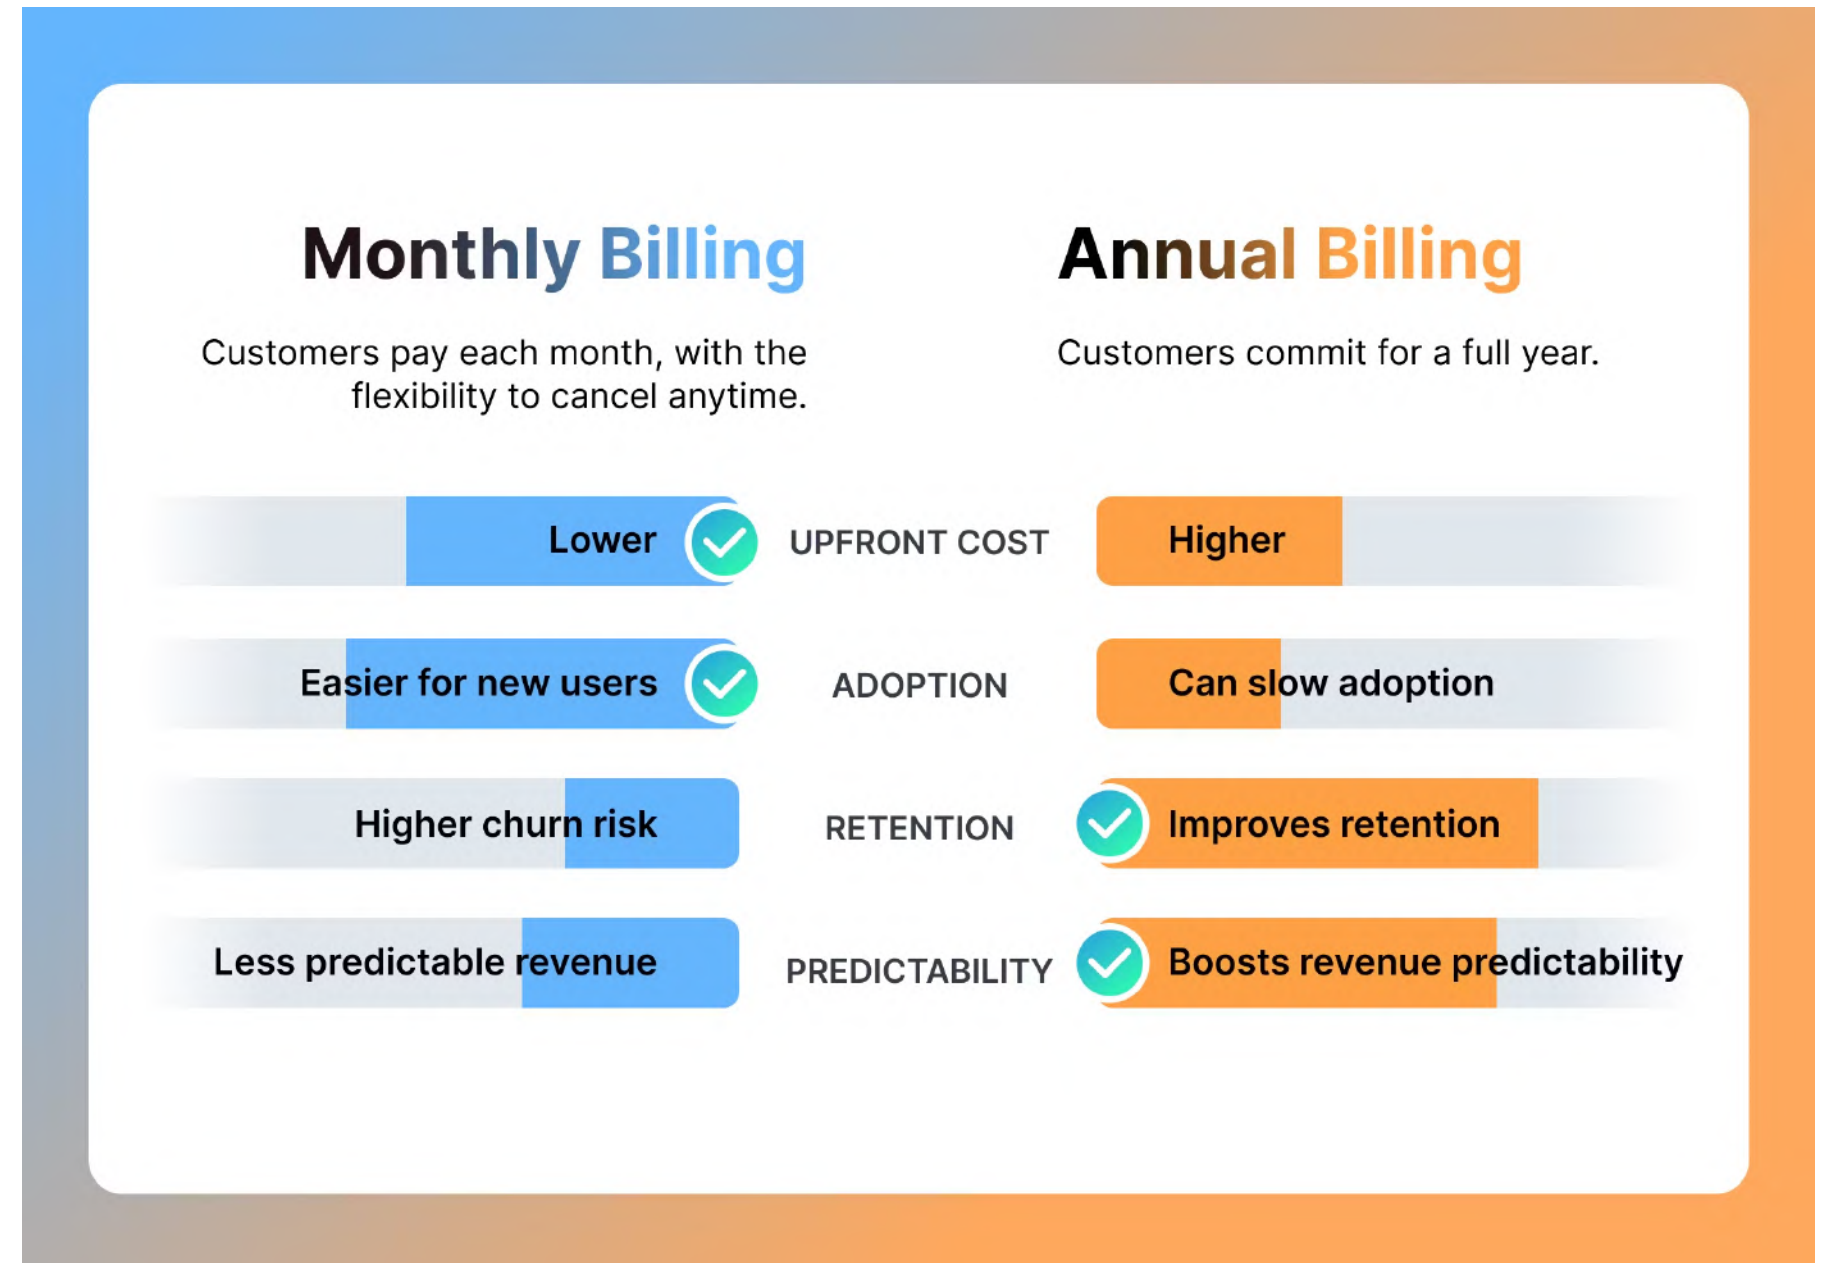 Monthly Billing
Customers pay each month, with the
flexibility to cancel anytime.
Annual Billing
Customers commit for a full year.
Lower
UPFRONT COST
Higher
Easier for new users
ADOPTION
Can slow adoption
Higher churn risk
RETENTION
Improves retention
Less predictable revenue
PREDICTABILITY
Boosts revenue predictability